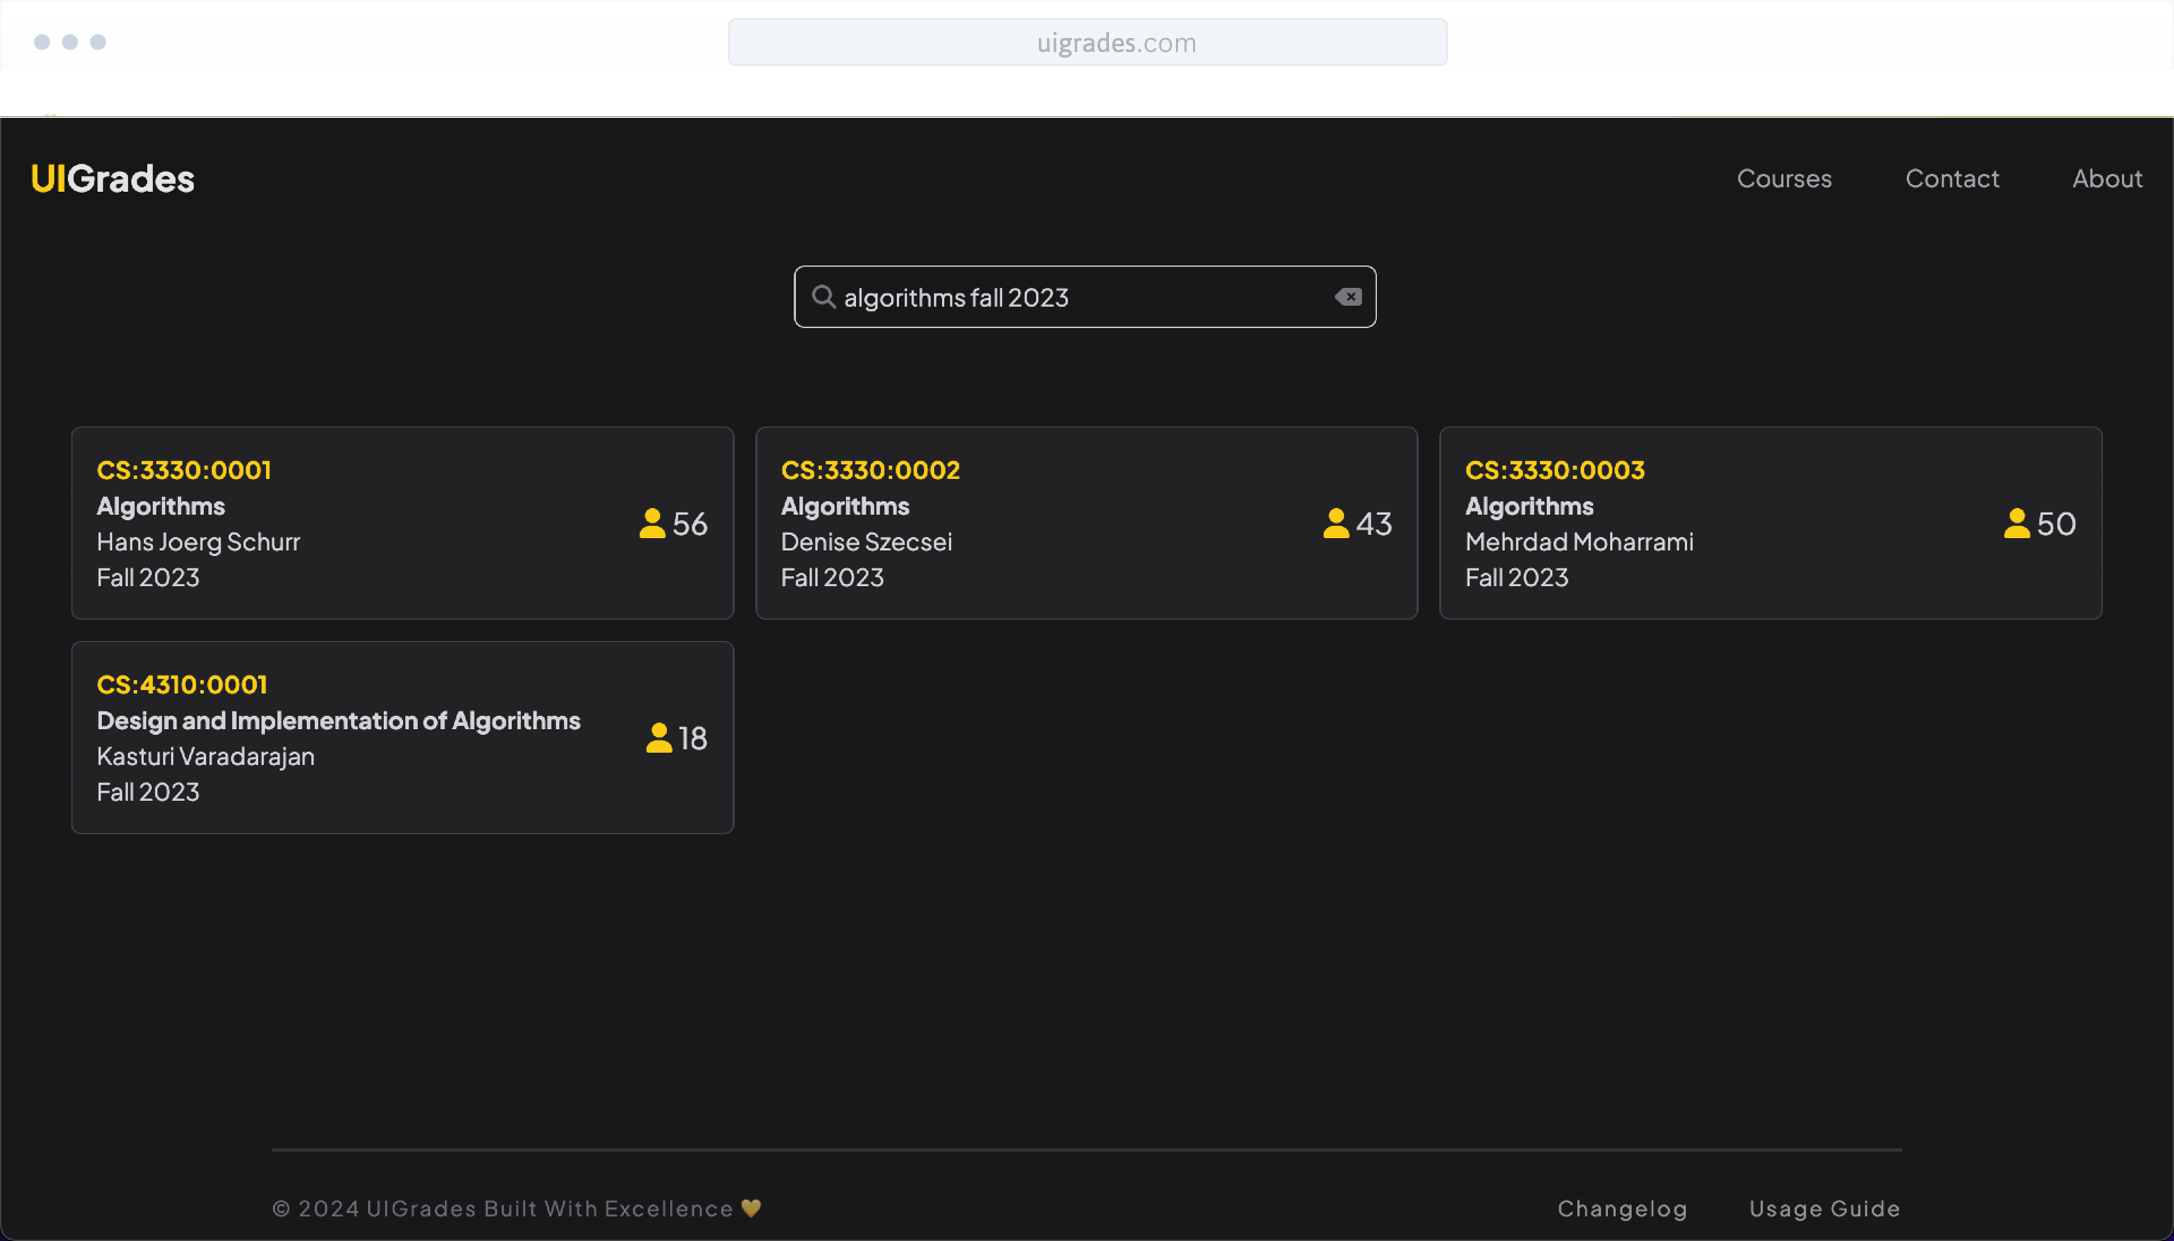 uigrades.com
UIGrades
Courses Contact About
algorithms fall 2023
CS:3330:0001
Algorithms
Hans Joerg Schurr
Fall 2023
56
CS:3330:0002
Algorithms
Denise Szecsei
Fall 2023
43
CS:3330:0003
Algorithms
Mehrdad Moharrami
Fall 2023
50
CS:4310:0001
Design and Implementation of Algorithms
Kasturi Varadarajan
Fall 2023
18
© 2024 UIGrades Built With Excellence 💛
Changelog Usage Guide